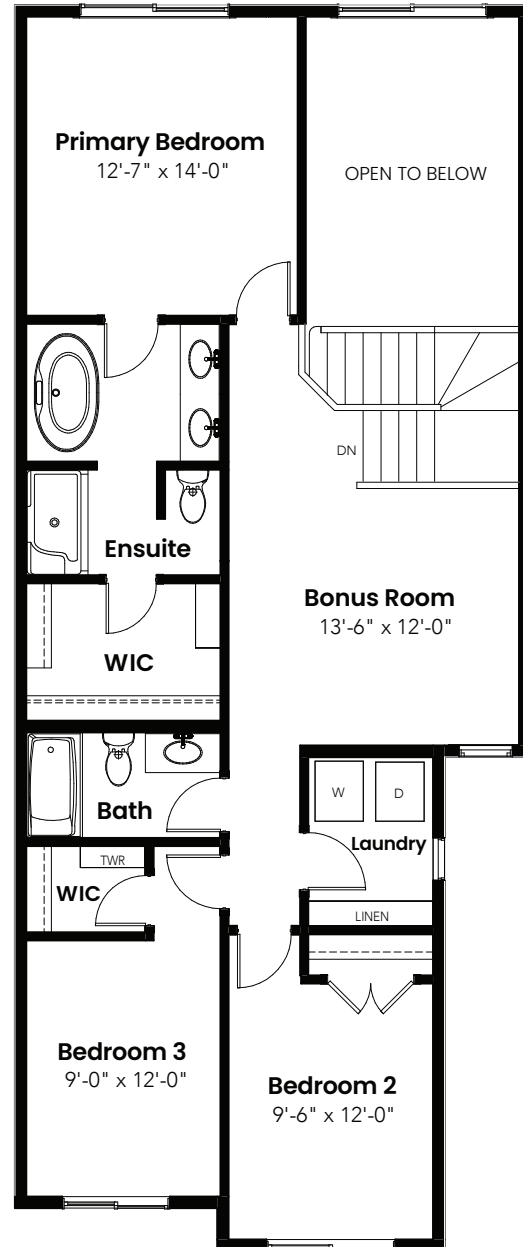 Primary Bedroom
12'-7" x 14'-0"
OPEN TO BELOW
DN
Ensuite
Bonus Room
13'-6" x 12'-0"
WIC
W
D
Bath
Laundry
TWR
WIC
LINEN
Bedroom 3
9'-0" x 12'-0"
Bedroom 2
9'-6" x 12'-0"